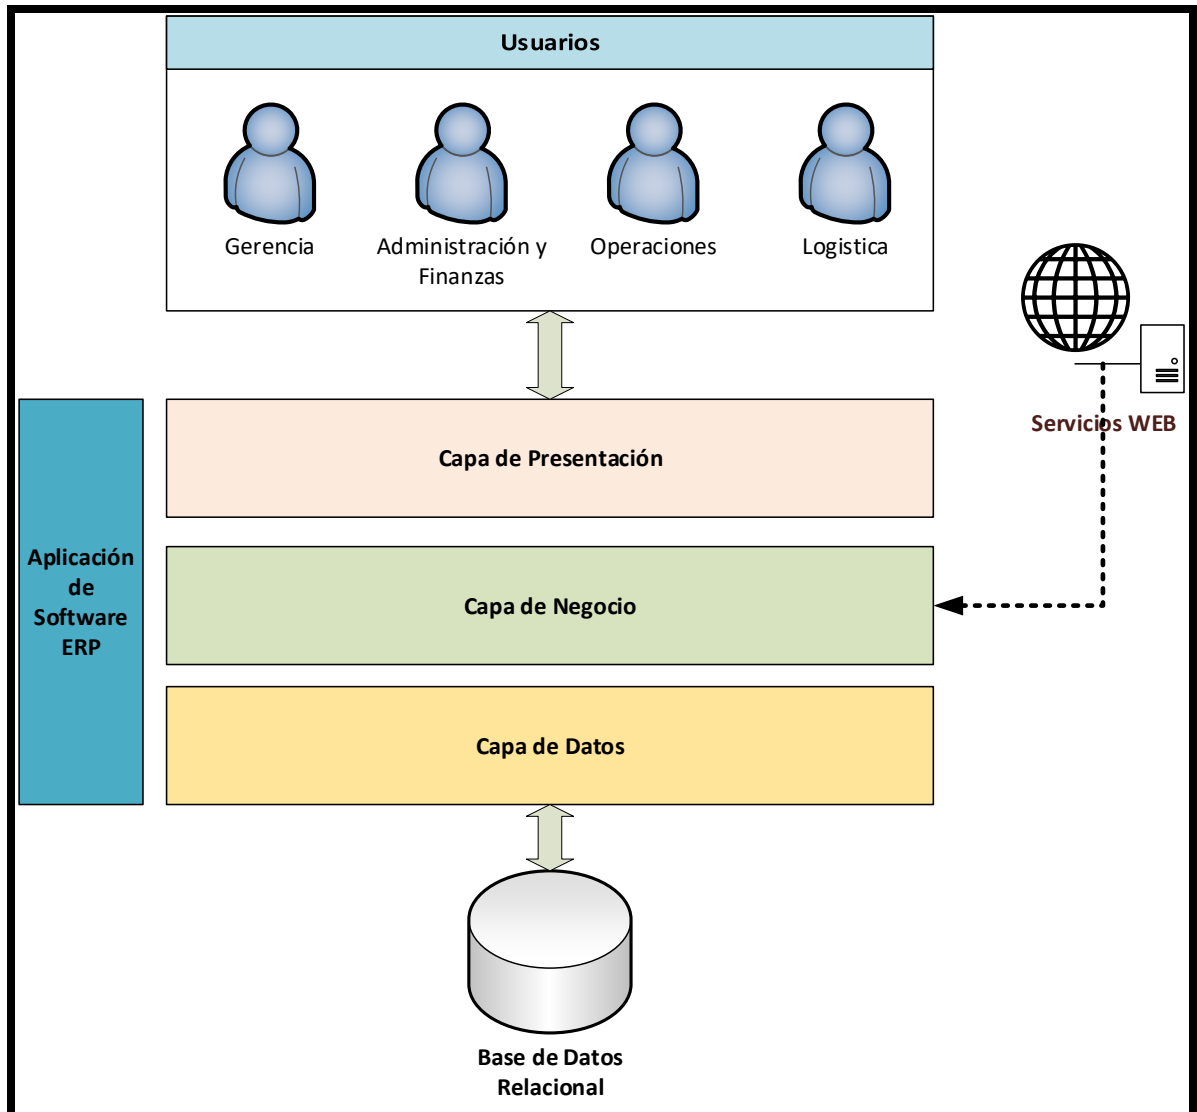 Usuarios
Gerencia
Administración y
Finanzas
Operaciones
Logistica
Servicios WEB
Capa de Presentación
Aplicación
de
Software
ERP
Capa de Negocio
Capa de Datos
Base de Datos
Relacional